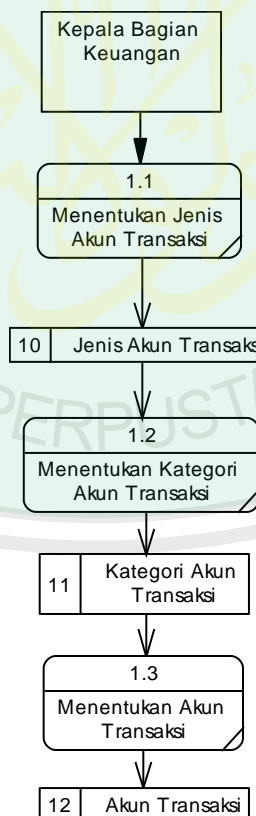 Kepala Bagian
Keuangan
1.1
Menentukan Jenis
Akun Transaksi
10 Jenis Akun Transaks
PERPUSTA
1.2
Menentukan Kategori
Akun Transaksi
11 Kategori Akun
Transaksi
1.3
Menentukan Akun
Transaksi
12 Akun Transaksi